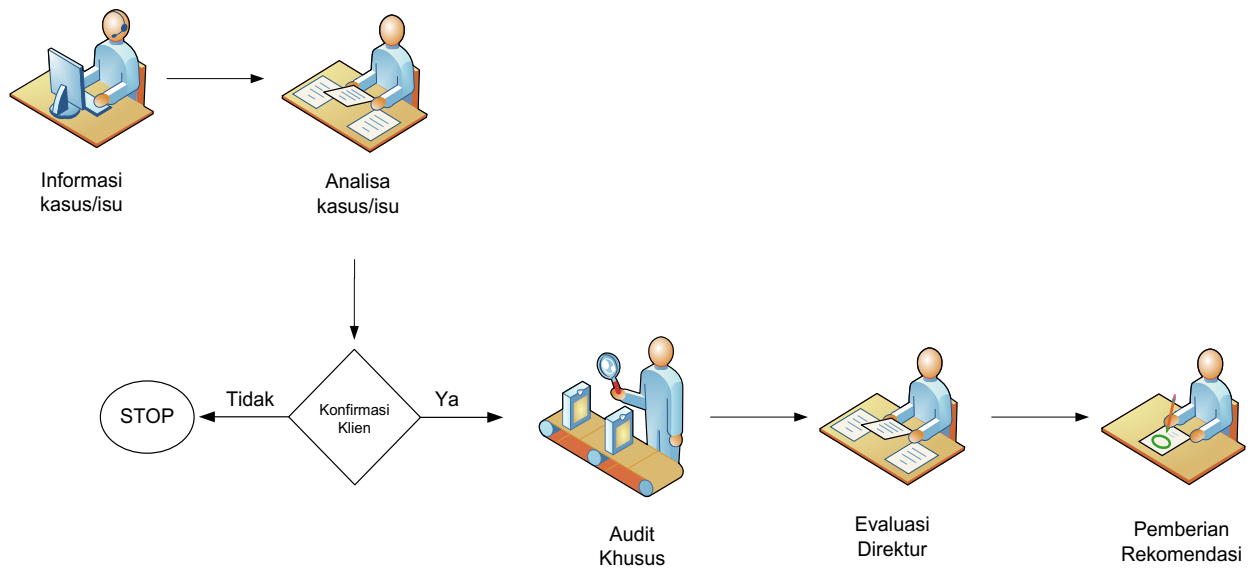 Informasi
kasus/isu
Analisa
kasus/isu
STOP
Tidak
Konfirmasi
Klien
Ya
Audit
Khusus
Evaluasi
Direktur
Pemberian
Rekomendasi